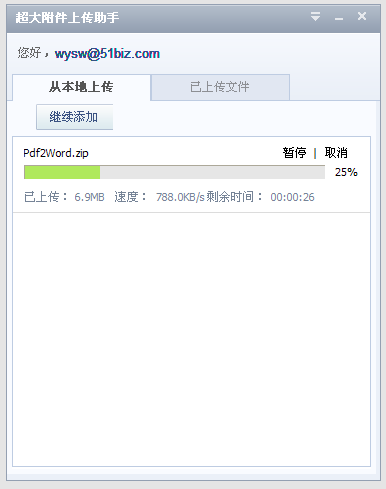 超大附件上传助手
您好，wysw@51biz.com
从本地上传 已上传文件
继续添加
Pdf2Word.zip 暂停 | 取消
25%
已上传： 6.9MB 速度： 788.0KB/s 剩余时间： 00:00:26